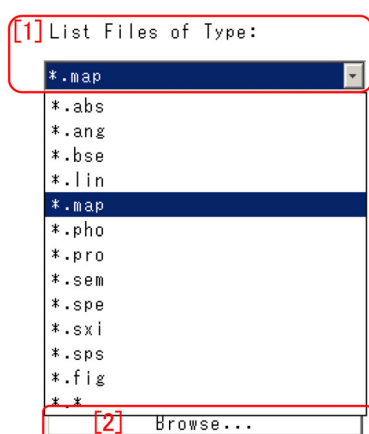 [1] List Files of Type:
*.map
*.abs
*.ang
*.bse
*.lin
*.map
*.pho
*.pro
*.sem
*.spe
*.sxi
*.sps
*.fig
*.*
[2] Browse...